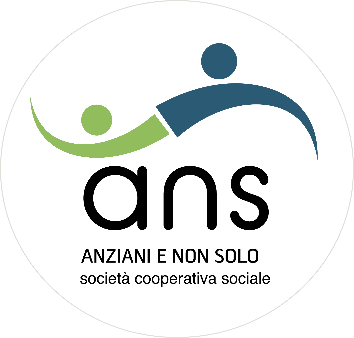 ans
ANZIANI E NON SOLO
società cooperativa sociale